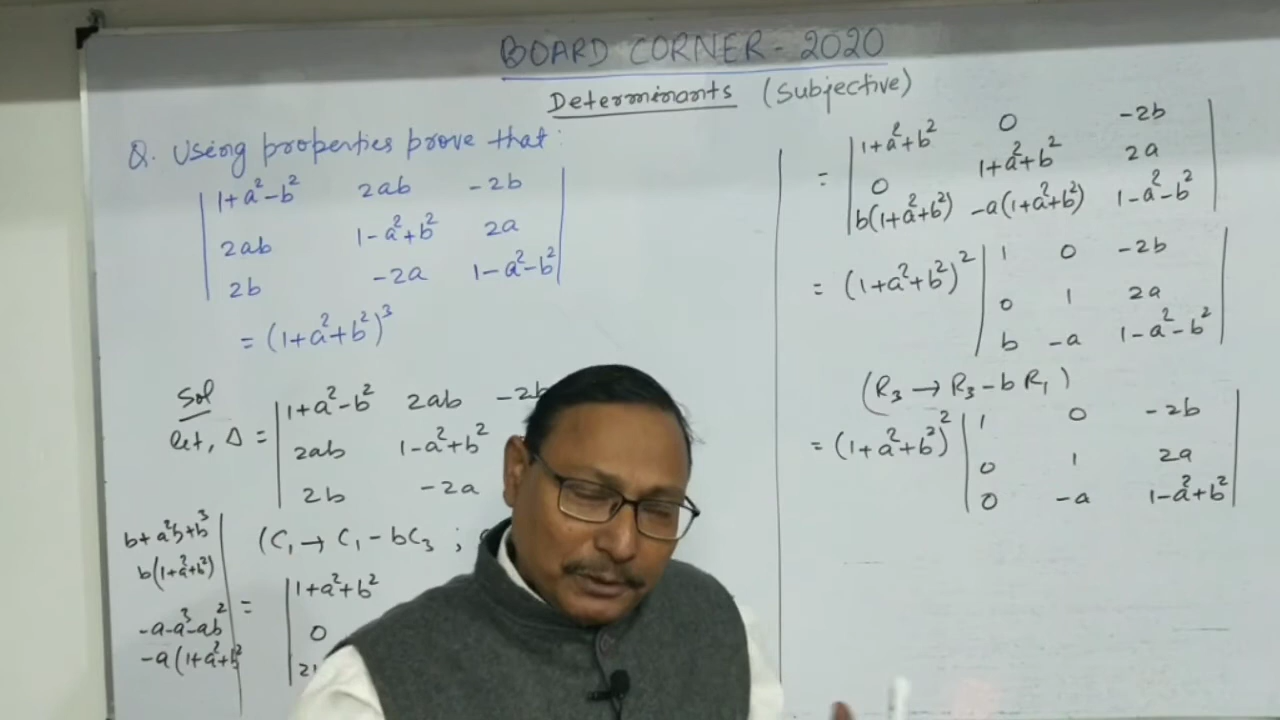 BOARD CORNER - 2020
Determinants (Subjective)
Q. Using properties prove that:
| 1+a²-b² 2ab -2b |
| 2ab 1-a²+b² 2a |
| 2b -2a 1-a²-b² |
= (1+a²+b²)³
Sol
let, Δ = | 1+a²-b² 2ab -2b
2ab 1-a²+b²
2b -2a
(C₁ → C₁ - bC₃ ;
= | 1+a²+b²
| 0
b+a²b+b³
b(1+a²+b²)
-a-a³-ab²
-a(1+a²+b²
= | 1+a²+b² 0 -2b |
| 0 1+a²+b² 2a |
| b(1+a²+b²) -a(1+a²+b²) 1-a²-b² |
= (1+a²+b²)² | 1 0 -2b |
| 0 1 2a |
| b -a 1-a²-b² |
(R₃ → R₃ - b R₁)
= (1+a²+b²)² | 1 0 -2b |
| 0 1 2a |
| 0 -a 1-a²+b² |